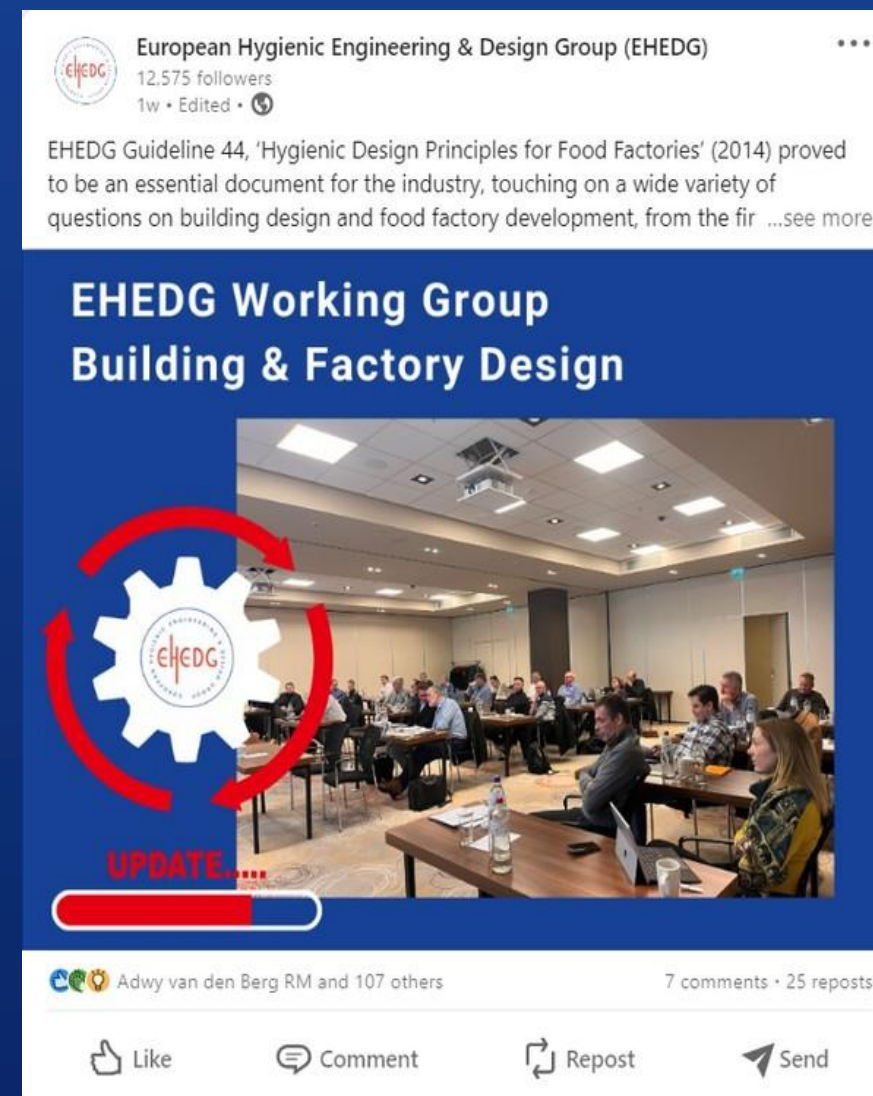 European Hygienic Engineering & Design Group (EHEDG)
12,575 followers
1w • Edited •
EHEDG Guideline 44, 'Hygienic Design Principles for Food Factories' (2014) proved
to be an essential document for the industry, touching on a wide variety of
questions on building design and food factory development, from the fir ...see more
EHEDG Working Group
Building & Factory Design
EHEDG
UPDATE.....
Adwy van den Berg RM and 107 others
7 comments • 25 reposts
Like
Comment
Repost
Send